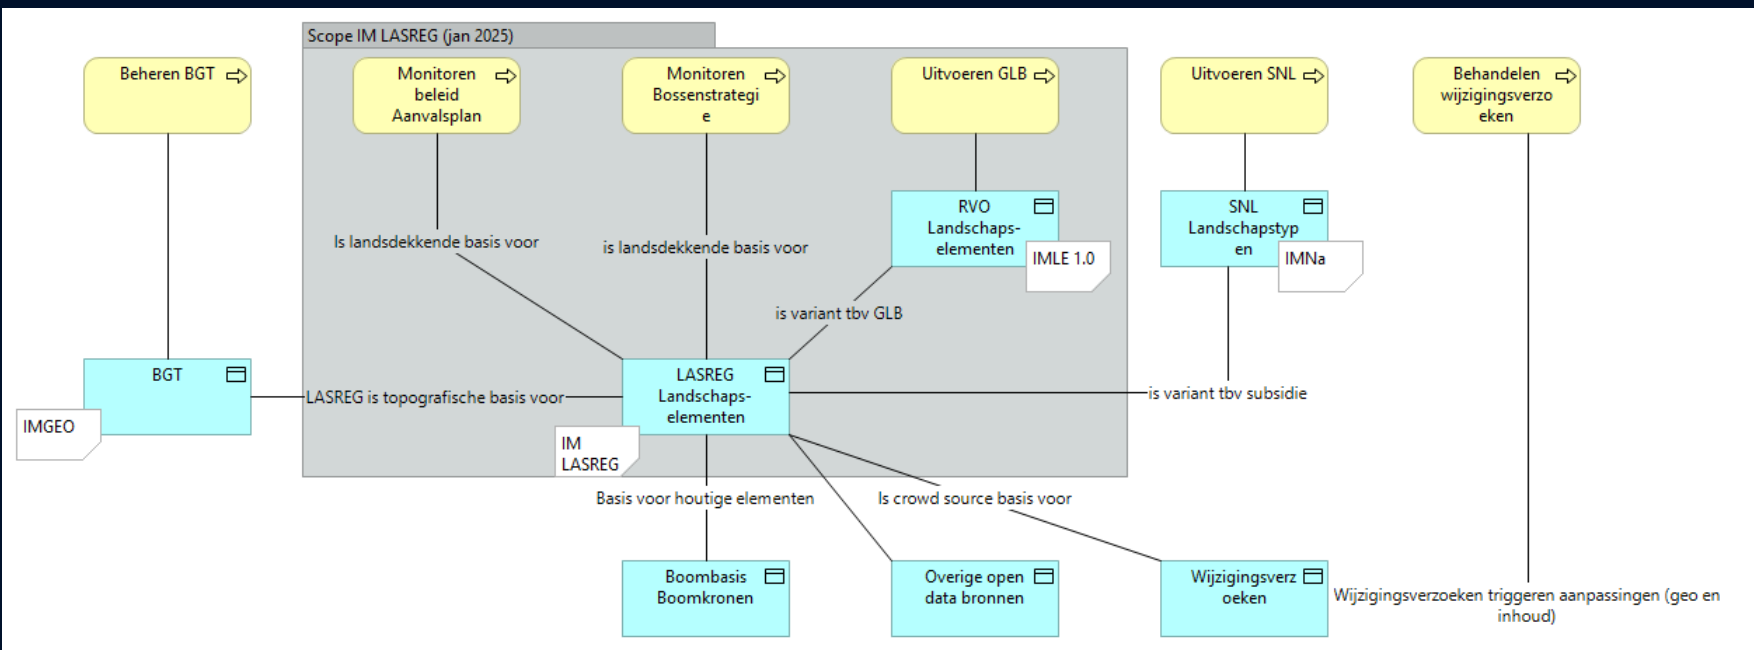 Scope IM LASREG (jan 2025)
Beheren BGT
Monitoren
beleid
Aanvalsplan
Monitoren
Bossenstrategi
e
Uitvoeren GLB
Uitvoeren SNL
Behandelen
wijzigingsverzo
eken
RVO
Landschaps-
elementen
IMLE 1.0
SNL
Landschapstyp
en
IMNa
Is landsdekkende basis voor
is landsdekkende basis voor
is variant tbv GLB
BGT
IMGEO
LASREG is topografische basis voor
LASREG
Landschaps-
elementen
IM
LASREG
is variant tbv subsidie
Basis voor houtige elementen
Is crowd source basis voor
Boombasis
Boomkronen
Overige open
data bronnen
Wijzigingsverz
oeken
Wijzigingsverzoeken triggeren aanpassingen (geo en
inhoud)